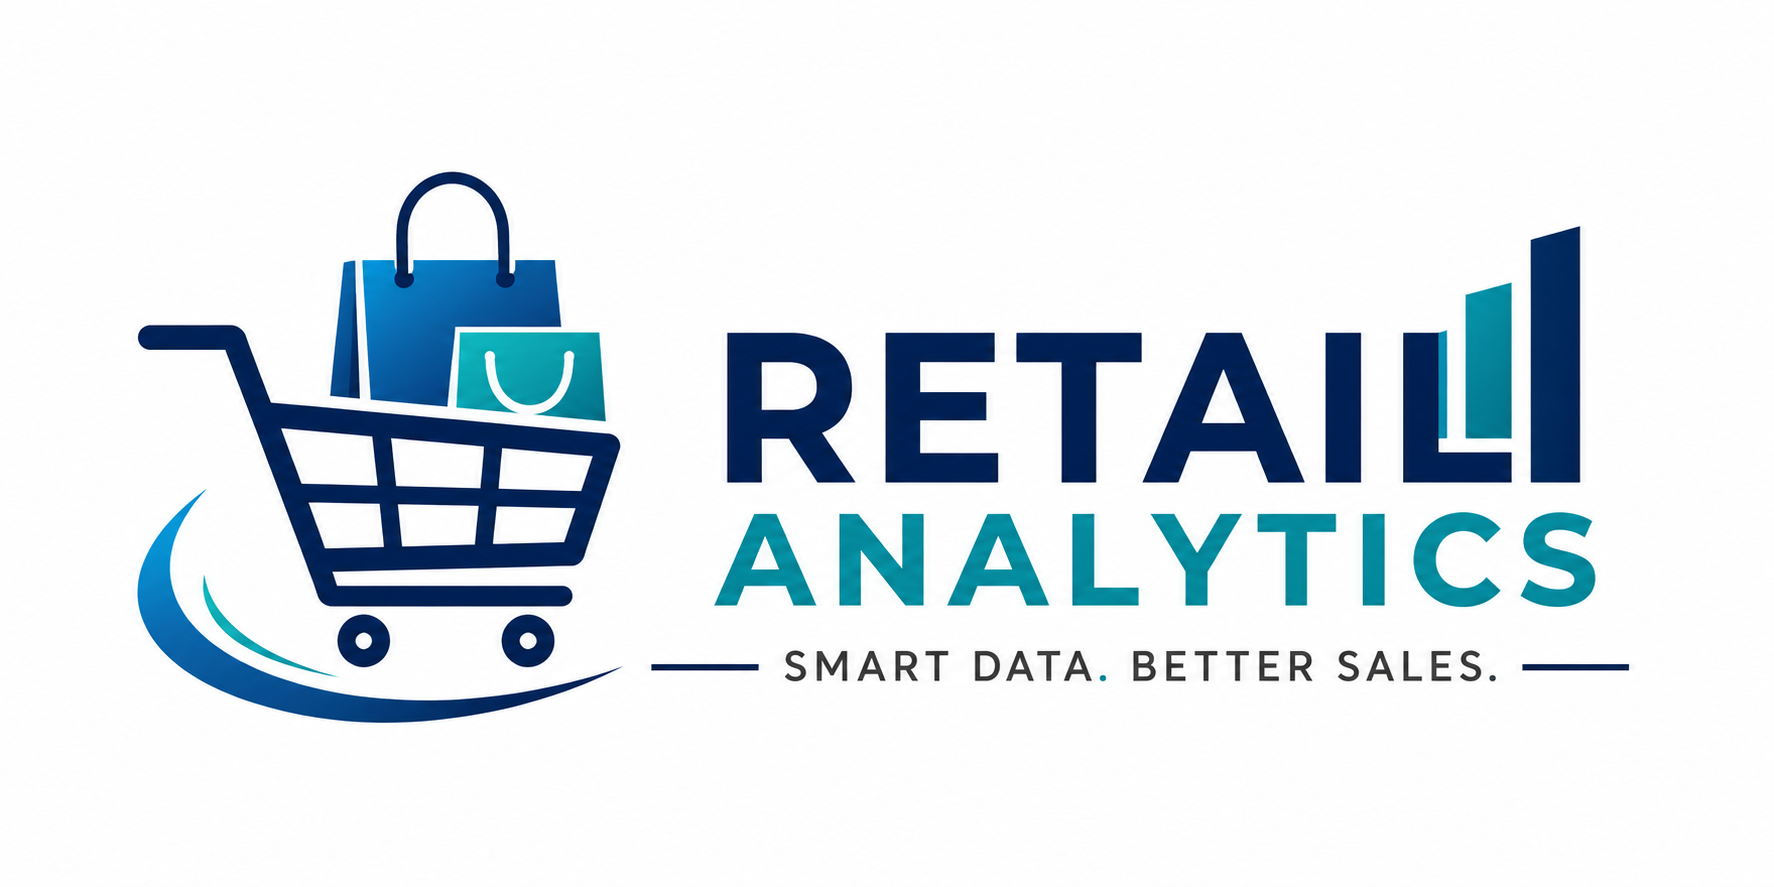 RETAIL
ANALYTICS
SMART DATA. BETTER SALES.